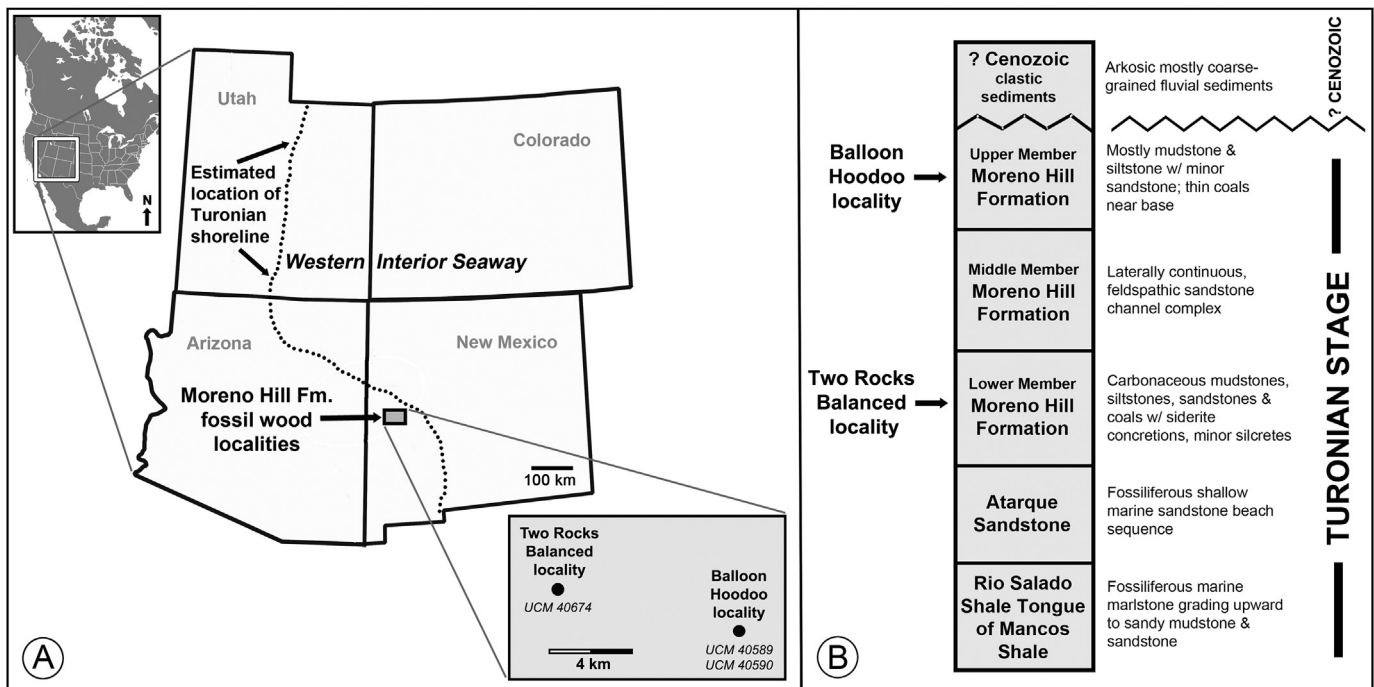 N
Utah
Colorado
Estimated
location of
Turonian
shoreline
Western Interior Seaway
Arizona
New Mexico
Moreno Hill Fm.
fossil wood
localities
100 km
Two Rocks
Balanced
locality
UCM 40674
Balloon
Hoodoo
locality
UCM 40589
UCM 40590
4 km
A
? Cenozoic
clastic
sediments
Arkosic mostly coarse-
grained fluvial sediments
? CENOZOIC
Balloon
Hoodoo
locality
Upper Member
Moreno Hill
Formation
Mostly mudstone &
siltstone w/ minor
sandstone; thin coals
near base
Middle Member
Moreno Hill
Formation
Laterally continuous,
feldspathic sandstone
channel complex
Two Rocks
Balanced
locality
Lower Member
Moreno Hill
Formation
Carbonaceous mudstones,
siltstones, sandstones &
coals w/ siderite
concretions, minor silcretes
TURONIAN STAGE
Atarque
Sandstone
Fossiliferous shallow
marine sandstone beach
sequence
Rio Salado
Shale Tongue
of Mancos
Shale
Fossiliferous marine
marlstone grading upward
to sandy mudstone &
sandstone
B